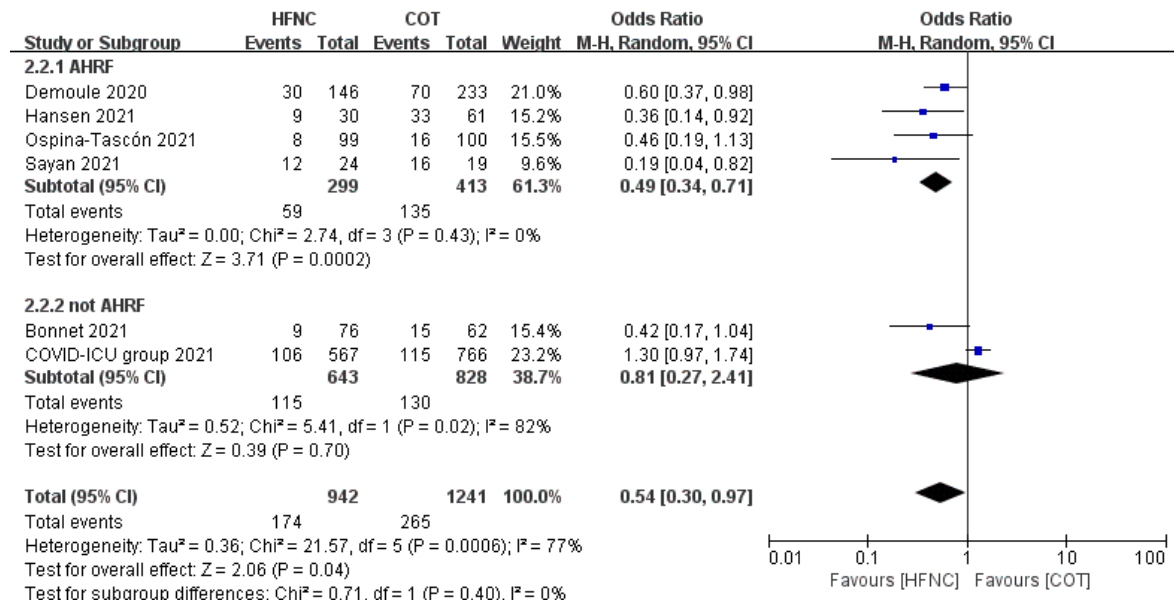 HFNC COT Odds Ratio Odds Ratio
Study or Subgroup Events Total Events Total Weight M-H, Random, 95% CI M-H, Random, 95% CI
2.2.1 AHRF
Demoule 2020 30 146 70 233 21.0% 0.60 [0.37, 0.98]
Hansen 2021 9 30 33 61 15.2% 0.36 [0.14, 0.92]
Ospina-Tascón 2021 8 99 16 100 15.5% 0.46 [0.19, 1.13]
Sayan 2021 12 24 16 19 9.6% 0.19 [0.04, 0.82]
Subtotal (95% CI) 299 413 61.3% 0.49 [0.34, 0.71]
Total events 59 135
Heterogeneity: Tau² = 0.00; Chi² = 2.74, df = 3 (P = 0.43); I² = 0%
Test for overall effect: Z = 3.71 (P = 0.0002)
2.2.2 not AHRF
Bonnet 2021 9 76 15 62 15.4% 0.42 [0.17, 1.04]
COVID-ICU group 2021 106 567 115 766 23.2% 1.30 [0.97, 1.74]
Subtotal (95% CI) 643 828 38.7% 0.81 [0.27, 2.41]
Total events 115 130
Heterogeneity: Tau² = 0.52; Chi² = 5.41, df = 1 (P = 0.02); I² = 82%
Test for overall effect: Z = 0.39 (P = 0.70)
Total (95% CI) 942 1241 100.0% 0.54 [0.30, 0.97]
Total events 174 265
Heterogeneity: Tau² = 0.36; Chi² = 21.57, df = 5 (P = 0.0006); I² = 77%
Test for overall effect: Z = 2.06 (P = 0.04)
Test for subgroup differences: Chi² = 0.71, df = 1 (P = 0.40), I² = 0%
0.01 0.1 1 10 100
Favours [HFNC] Favours [COT]